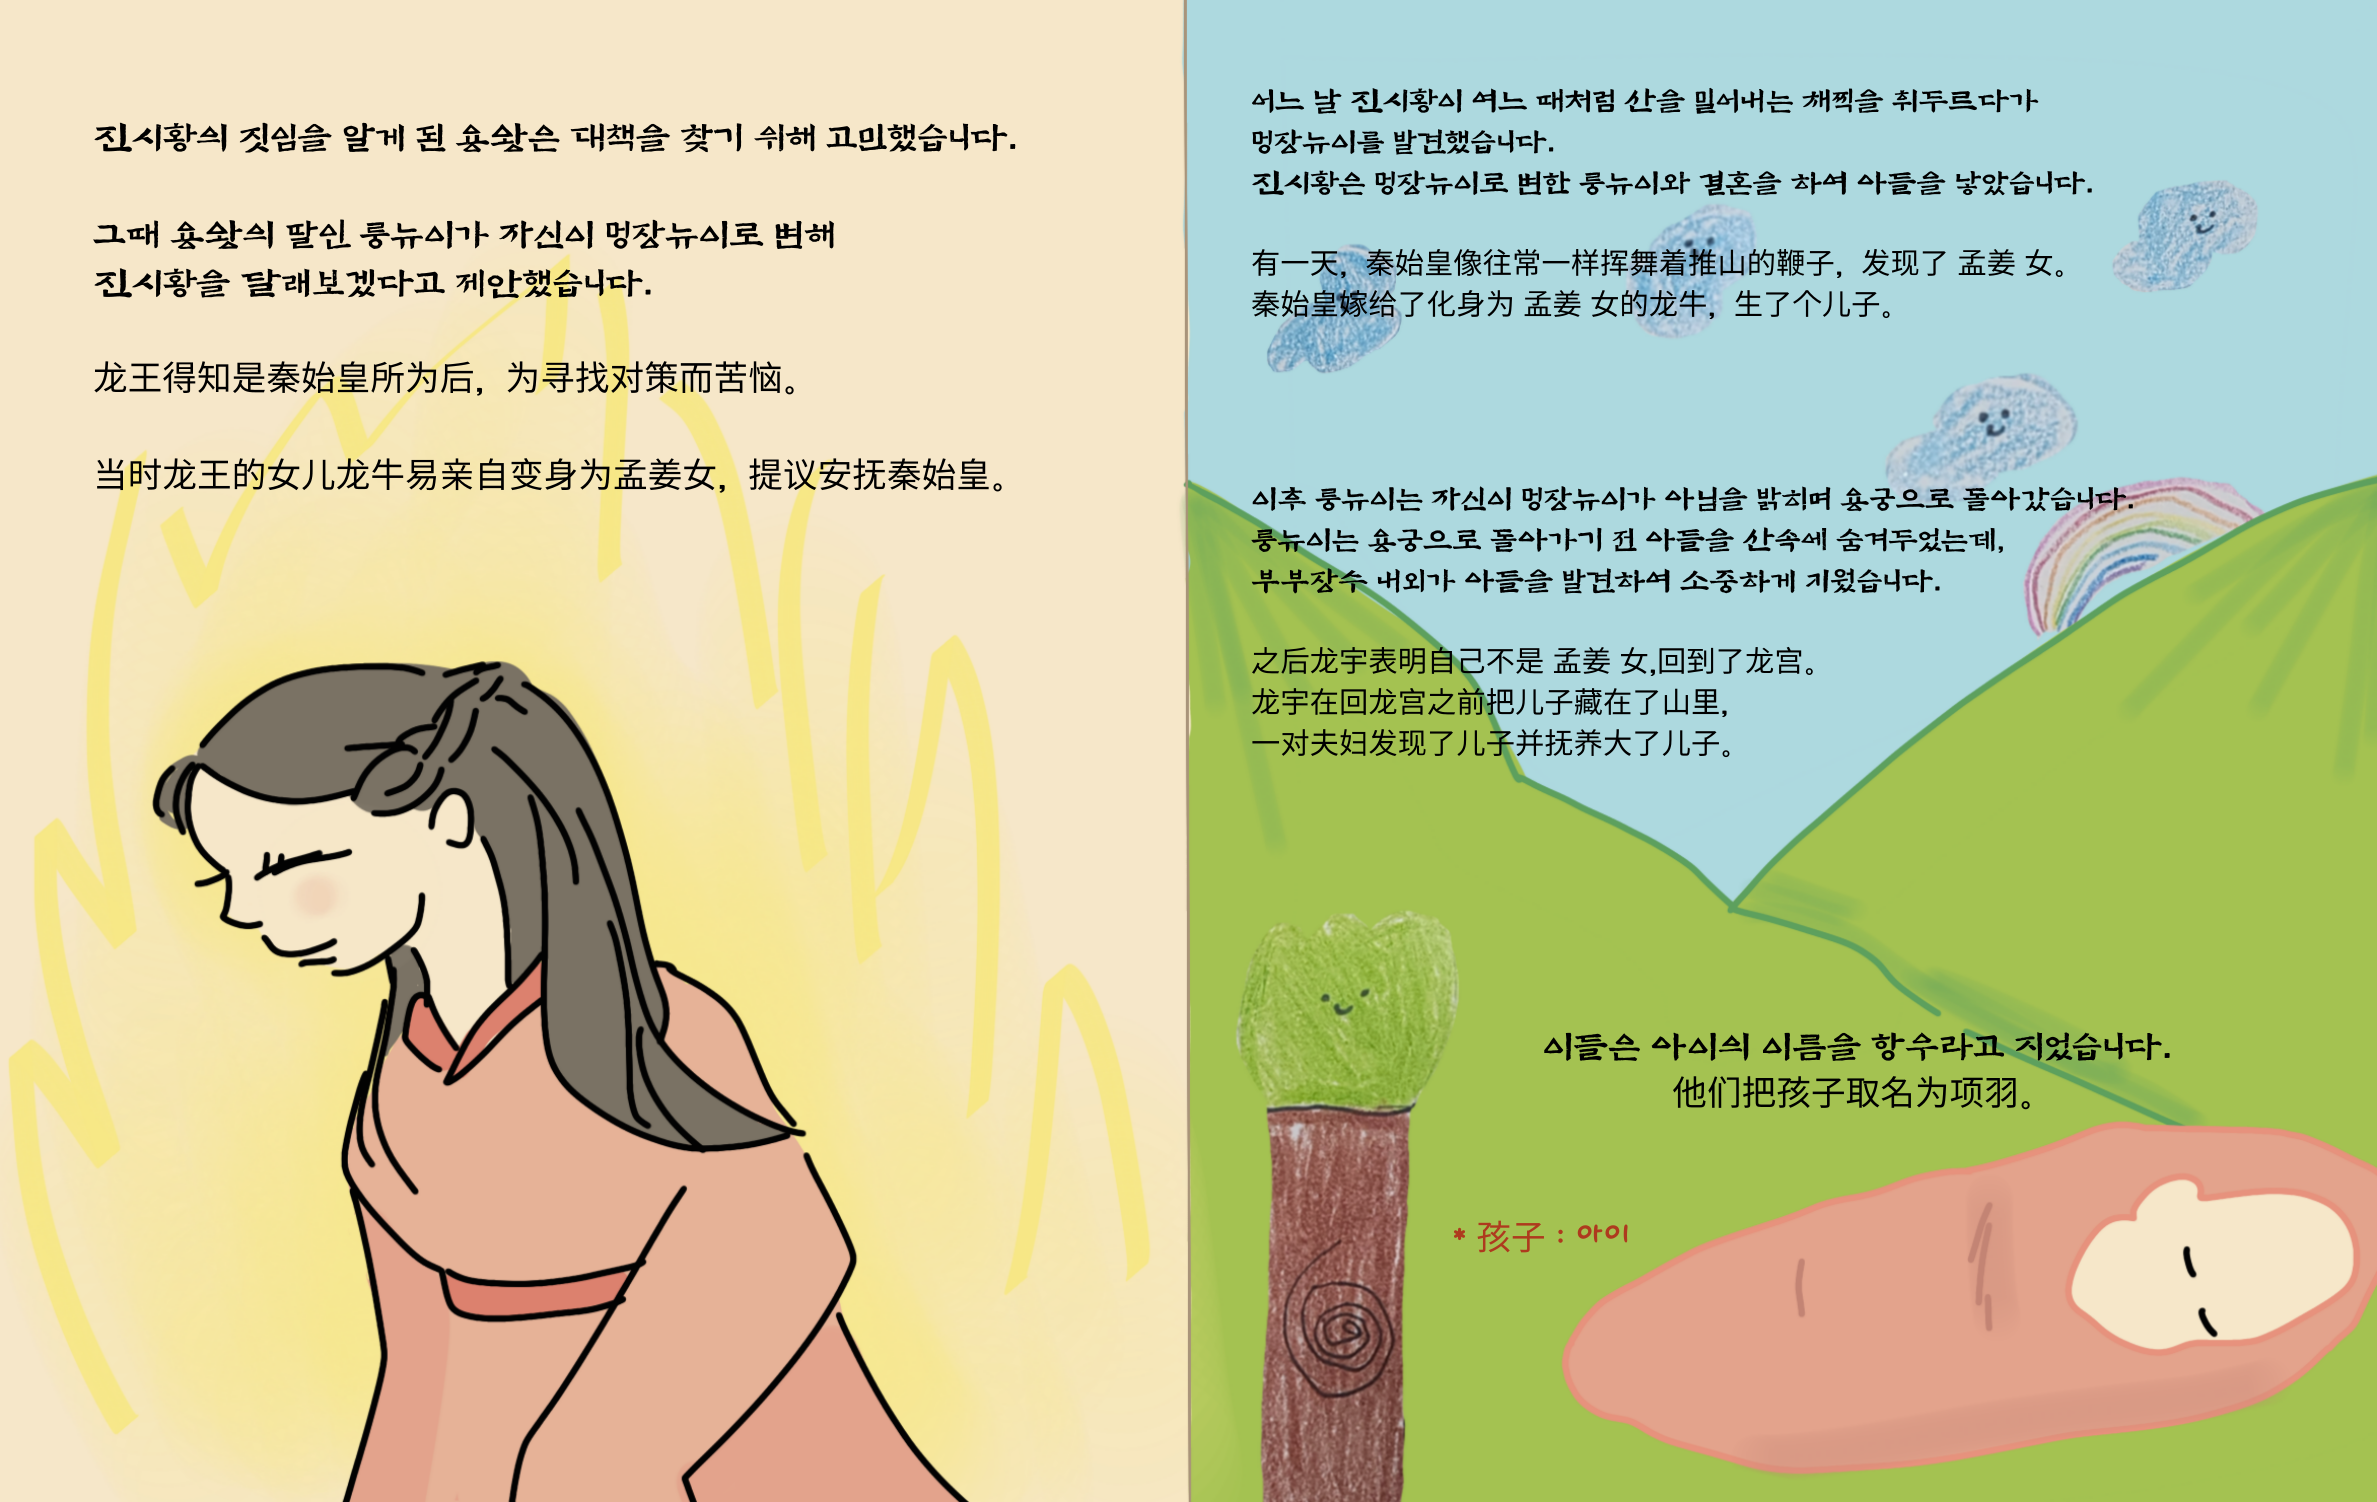 진시황의 짓임을 알게 된 용왕은 대책을 찾기 위해 고민했습니다.
그때 용왕의 딸인 룽뉴이가 자신이 멍장뉴이로 변해
진시황을 달래보겠다고 제안했습니다.
龙王得知是秦始皇所为后，为寻找对策而苦恼。
当时龙王的女儿龙牛易亲自变身为孟姜女，提议安抚秦始皇。
어느 날 진시황이 여느 때처럼 산을 밀어내는 채찍을 휘두르다가
멍장뉴이를 발견했습니다.
진시황은 멍장뉴이로 변한 룽뉴이와 결혼을 하여 아들을 낳았습니다.
有一天，秦始皇像往常一样挥舞着推山的鞭子，发现了 孟姜 女。
秦始皇嫁给了化身为 孟姜 女的龙牛，生了个儿子。
이후 룽뉴이는 자신이 멍장뉴이가 아님을 밝히며 용궁으로 돌아갔습니다.
룽뉴이는 용궁으로 돌아가기 전 아들을 산속에 숨겨두었는데,
부부장수 내외가 아들을 발견하여 소중하게 키웠습니다.
之后龙宇表明自己不是 孟姜 女,回到了龙宫。
龙宇在回龙宫之前把儿子藏在了山里，
一对夫妇发现了儿子并抚养大了儿子。
이들은 아이의 이름을 항우라고 지었습니다.
他们把孩子取名为项羽。
* 孩子 : 아이